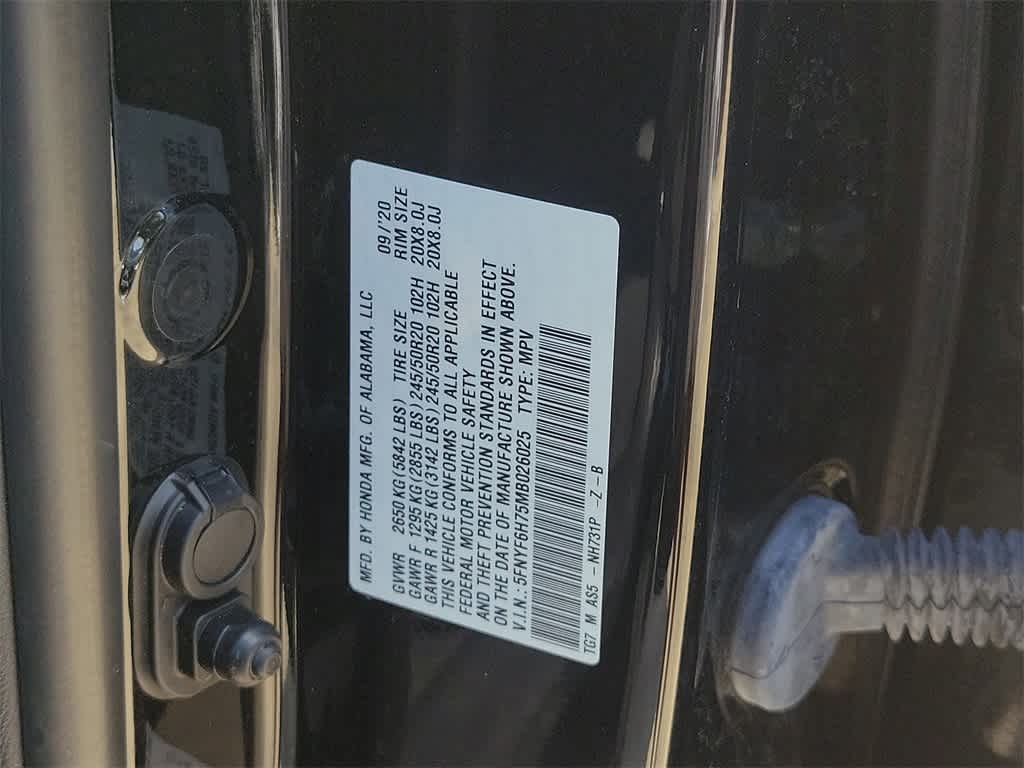 MFD. BY HONDA MFG. OF ALABAMA, LLC
09/'20
GVWR 2650 KG (5842 LBS) TIRE SIZE RIM SIZE
GAWR F 1295 KG (2855 LBS) 245/50R20 102H 20X8.0J
GAWR R 1425 KG (3142 LBS) 245/50R20 102H 20X8.0J
THIS VEHICLE CONFORMS TO ALL APPLICABLE
FEDERAL MOTOR VEHICLE SAFETY
AND THEFT PREVENTION STANDARDS IN EFFECT
ON THE DATE OF MANUFACTURE SHOWN ABOVE.
V.I.N.: 5FNYF6H75MB026025 TYPE: MPV
TG7 M AS5 - NH731P - Z - B